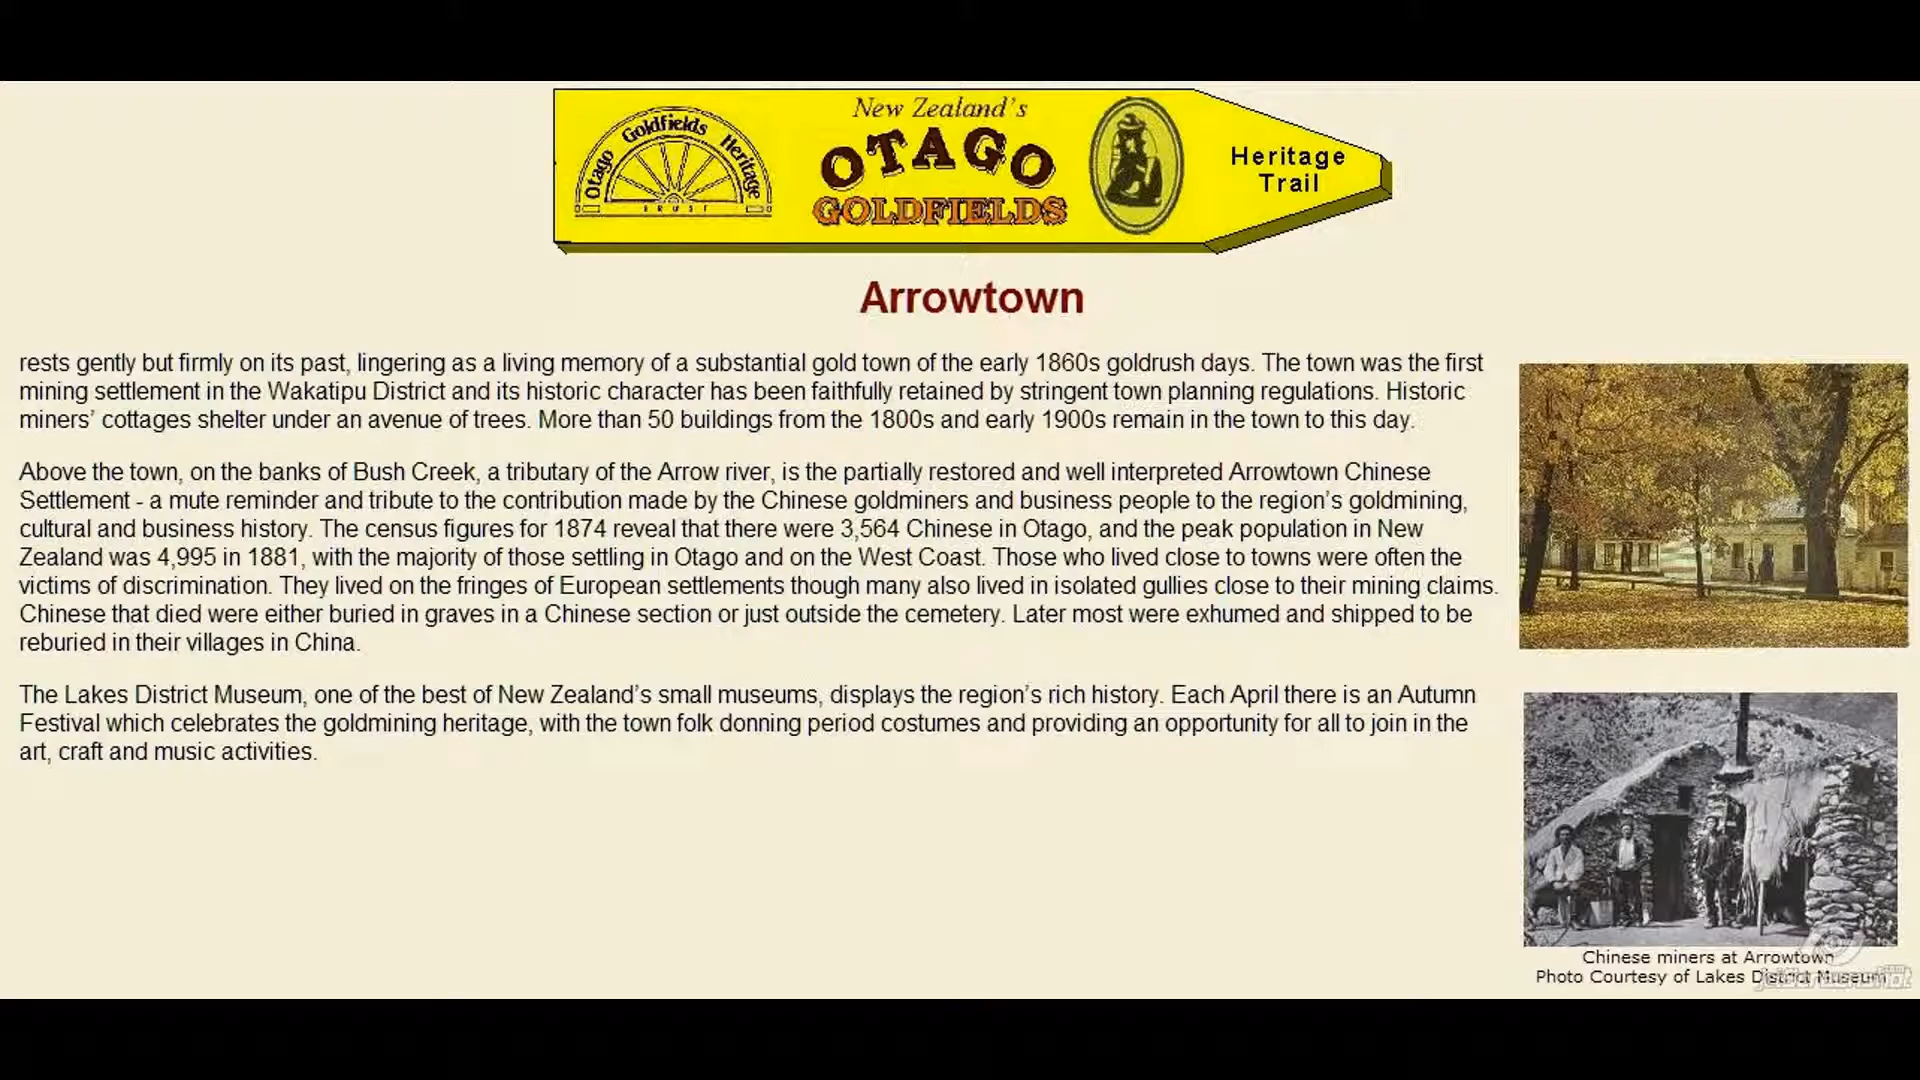 Otago Goldfields Heritage
TRUST
New Zealand's
OTAGO
GOLDFIELDS
Heritage
Trail
Arrowtown
rests gently but firmly on its past, lingering as a living memory of a substantial gold town of the early 1860s goldrush days. The town was the first
mining settlement in the Wakatipu District and its historic character has been faithfully retained by stringent town planning regulations. Historic
miners’ cottages shelter under an avenue of trees. More than 50 buildings from the 1800s and early 1900s remain in the town to this day.
Above the town, on the banks of Bush Creek, a tributary of the Arrow river, is the partially restored and well interpreted Arrowtown Chinese
Settlement - a mute reminder and tribute to the contribution made by the Chinese goldminers and business people to the region’s goldmining,
cultural and business history. The census figures for 1874 reveal that there were 3,564 Chinese in Otago, and the peak population in New
Zealand was 4,995 in 1881, with the majority of those settling in Otago and on the West Coast. Those who lived close to towns were often the
victims of discrimination. They lived on the fringes of European settlements though many also lived in isolated gullies close to their mining claims.
Chinese that died were either buried in graves in a Chinese section or just outside the cemetery. Later most were exhumed and shipped to be
reburied in their villages in China.
The Lakes District Museum, one of the best of New Zealand’s small museums, displays the region’s rich history. Each April there is an Autumn
Festival which celebrates the goldmining heritage, with the town folk donning period costumes and providing an opportunity for all to join in the
art, craft and music activities.
Chinese miners at Arrowtown
Photo Courtesy of Lakes District Museum